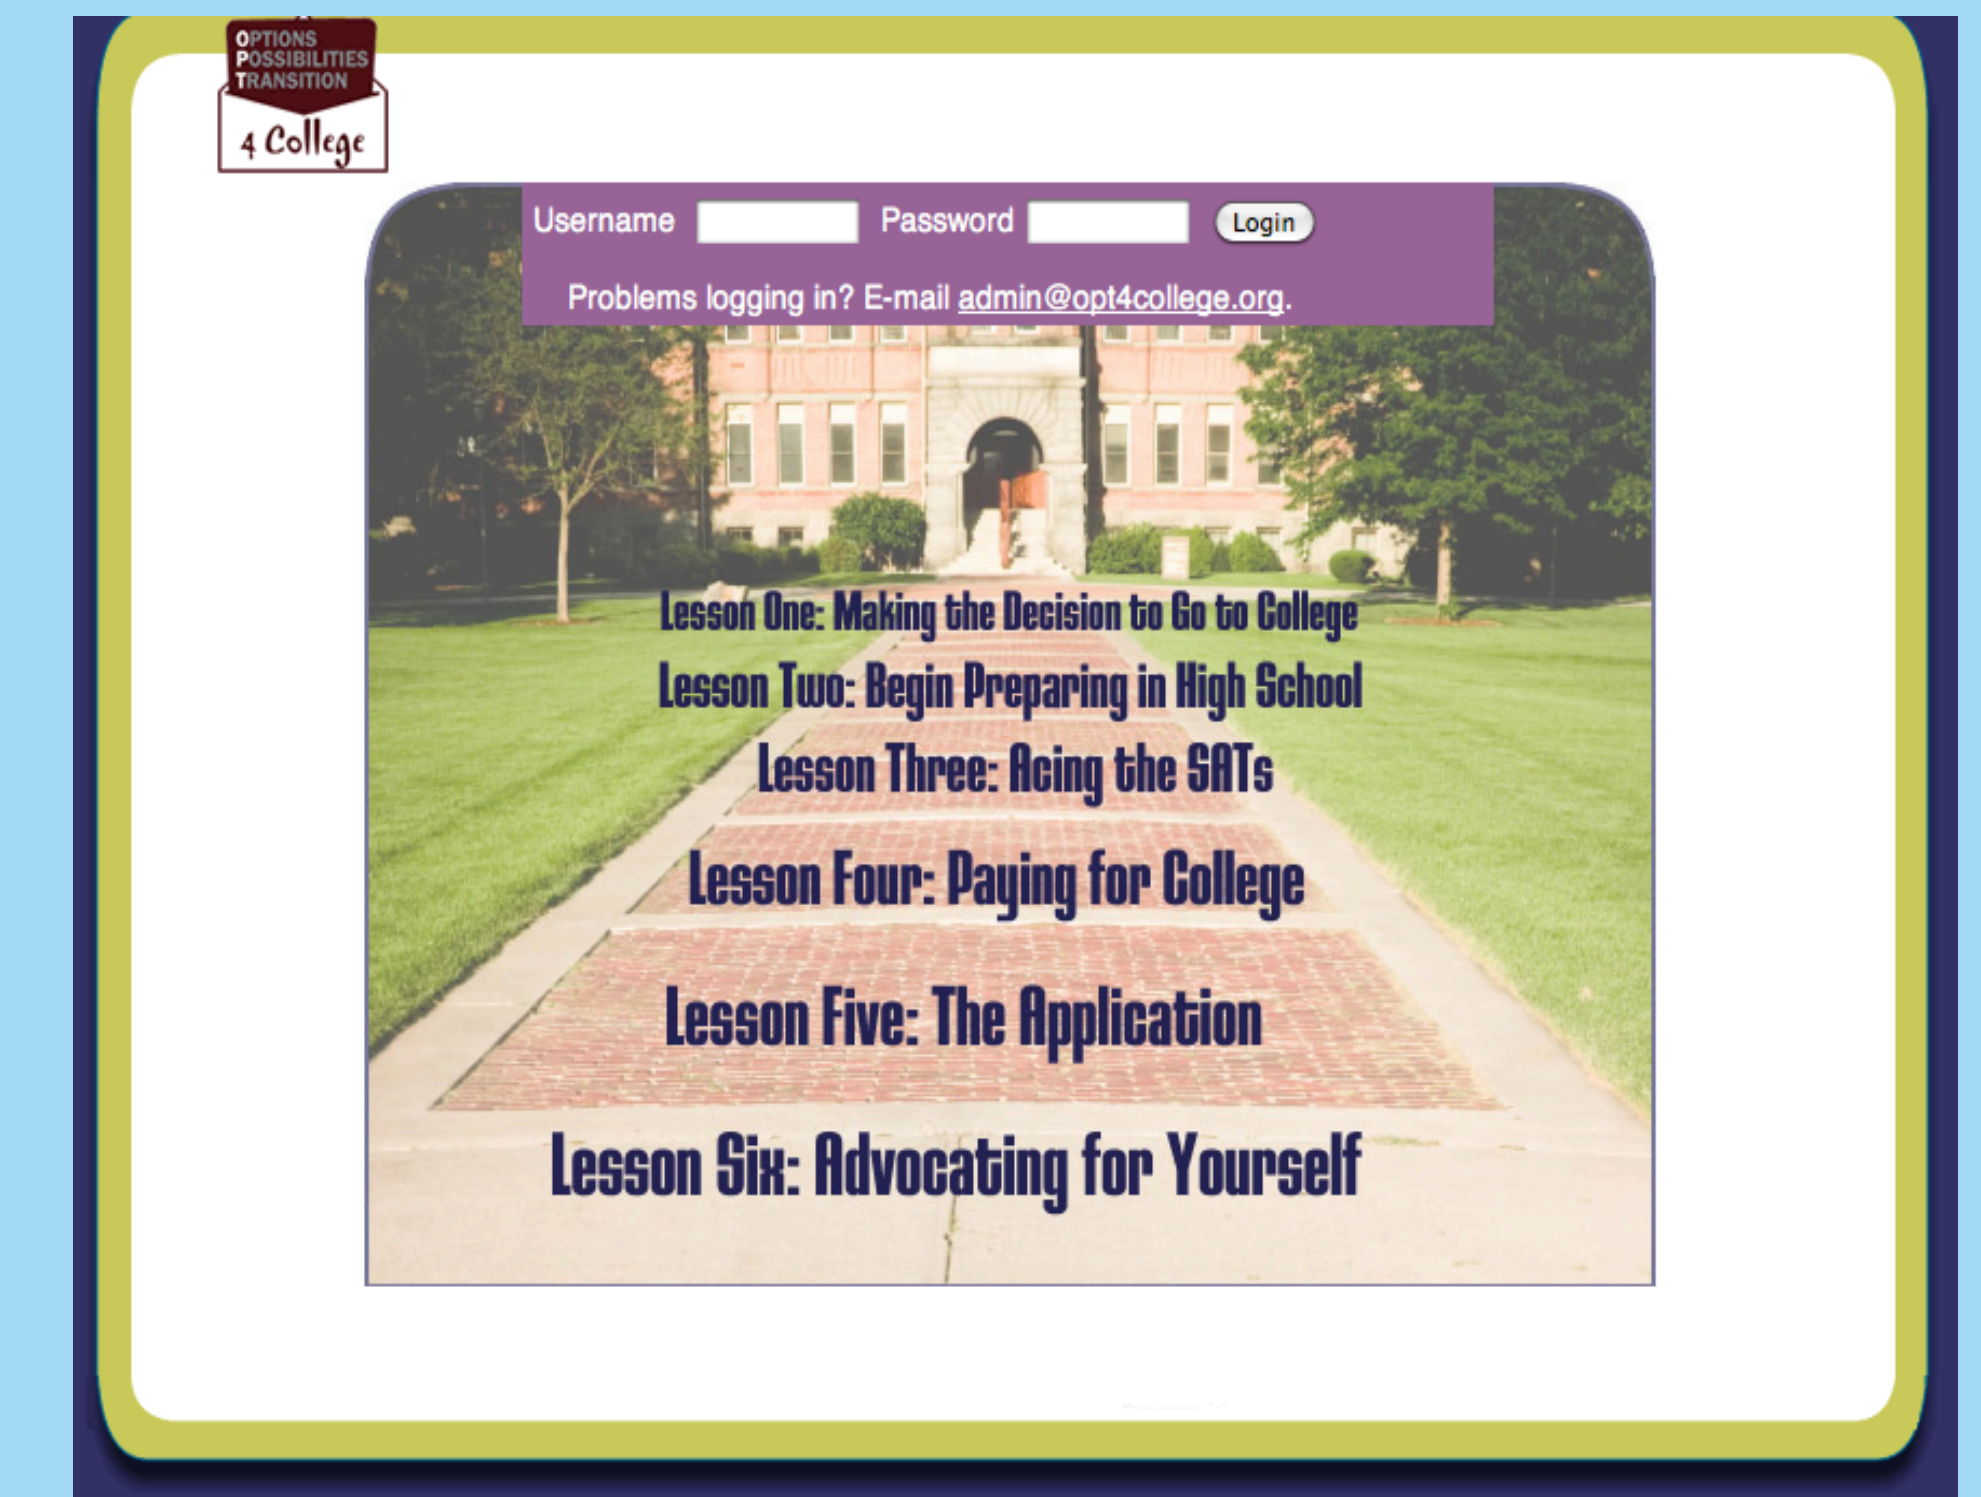 OPTIONS
POSSIBILITIES
TRANSITION
4 College
Username Password Login
Problems logging in? E-mail admin@opt4college.org.
Lesson One: Making the Decision to Go to College
Lesson Two: Begin Preparing in High School
Lesson Three: Acing the SATs
Lesson Four: Paying for College
Lesson Five: The Application
Lesson Six: Advocating for Yourself